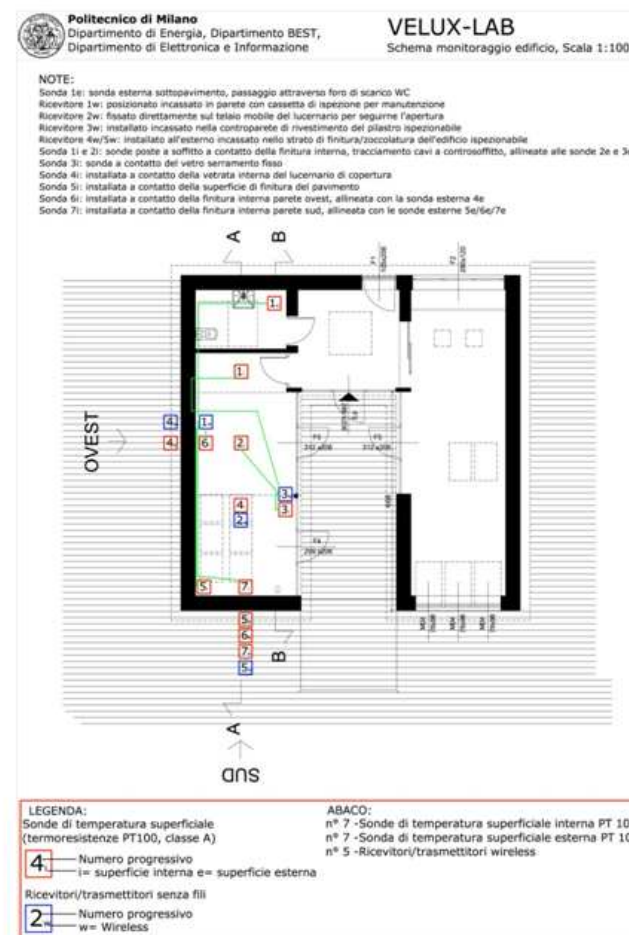 Politecnico di Milano
Dipartimento di Energia, Dipartimento BEST,
Dipartimento di Elettronica e Informazione
VELUX-LAB
Schema monitoraggio edificio, Scala 1:100
NOTE:
Sonda 1e: sonda esterna sottopavimento, passaggio attraverso foro di scarico WC
Ricevitore 1w: posizionato incassato in parete con cassetta di ispezione per manutenzione
Ricevitore 2w: fissato direttamente sul telaio mobile del lucernario per seguirne l'apertura
Ricevitore 3w: installato incassato nella controparete di rivestimento del pilastro ispezionabile
Ricevitore 4w/5w: installato all'esterno incassato nello strato di finitura/zoccolatura dell'edificio ispezionabile
Sonda 1i e 2i: sonde poste a soffitto a contatto della finitura interna, tracciamento cavi a controsoffitto, allineate alle sonde 2e e 3e
Sonda 3i: sonda a contatto del vetro serramento fisso
Sonda 4i: installata a contatto della vetrata interna del lucernario di copertura
Sonda 5i: installata a contatto della superficie di finitura del pavimento
Sonda 6i: installata a contatto della finitura interna parete ovest, allineata con la sonda esterna 4e
Sonda 7i: installata a contatto della finitura interna parete sud, allineata con le sonde esterne 5e/6e/7e
A
B
F1
F2
1
1
4
1
4
6
2
F5
F3
OVEST
3
3
4
2
F4
5
7
5
6
7
5
B
A
SUD
LEGENDA:
Sonde di temperatura superficiale
(termoresistenze PT100, classe A)
4
Numero progressivo
i= superficie interna e= superficie esterna
Ricevitori/trasmettitori senza fili
2
Numero progressivo
w= Wireless
ABACO:
n° 7 -Sonde di temperatura superficiale interna PT 10
n° 7 -Sonda di temperatura superficiale esterna PT 10
n° 5 -Ricevitori/trasmettitori wireless